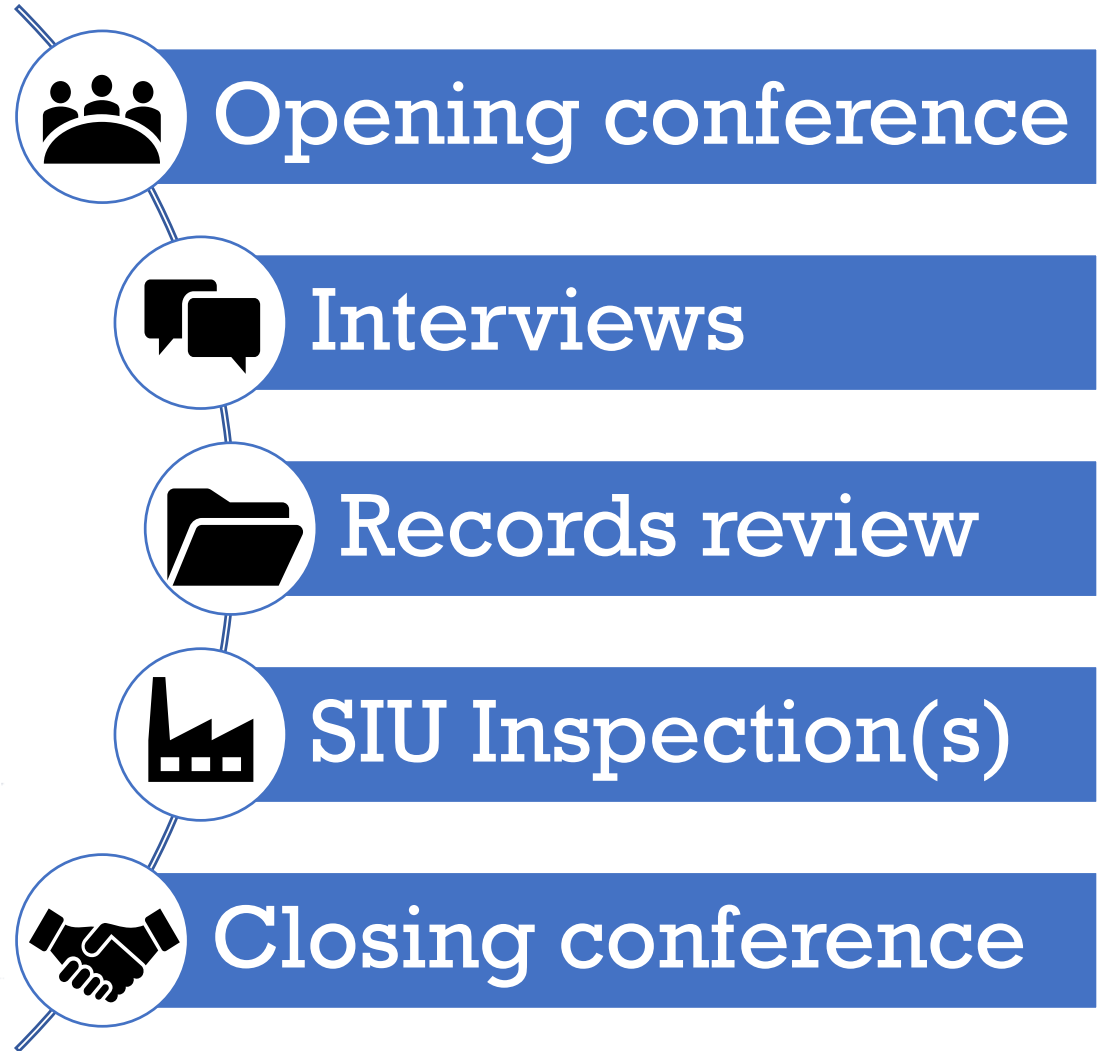 Opening conference
Interviews
Records review
SIU Inspection(s)
Closing conference